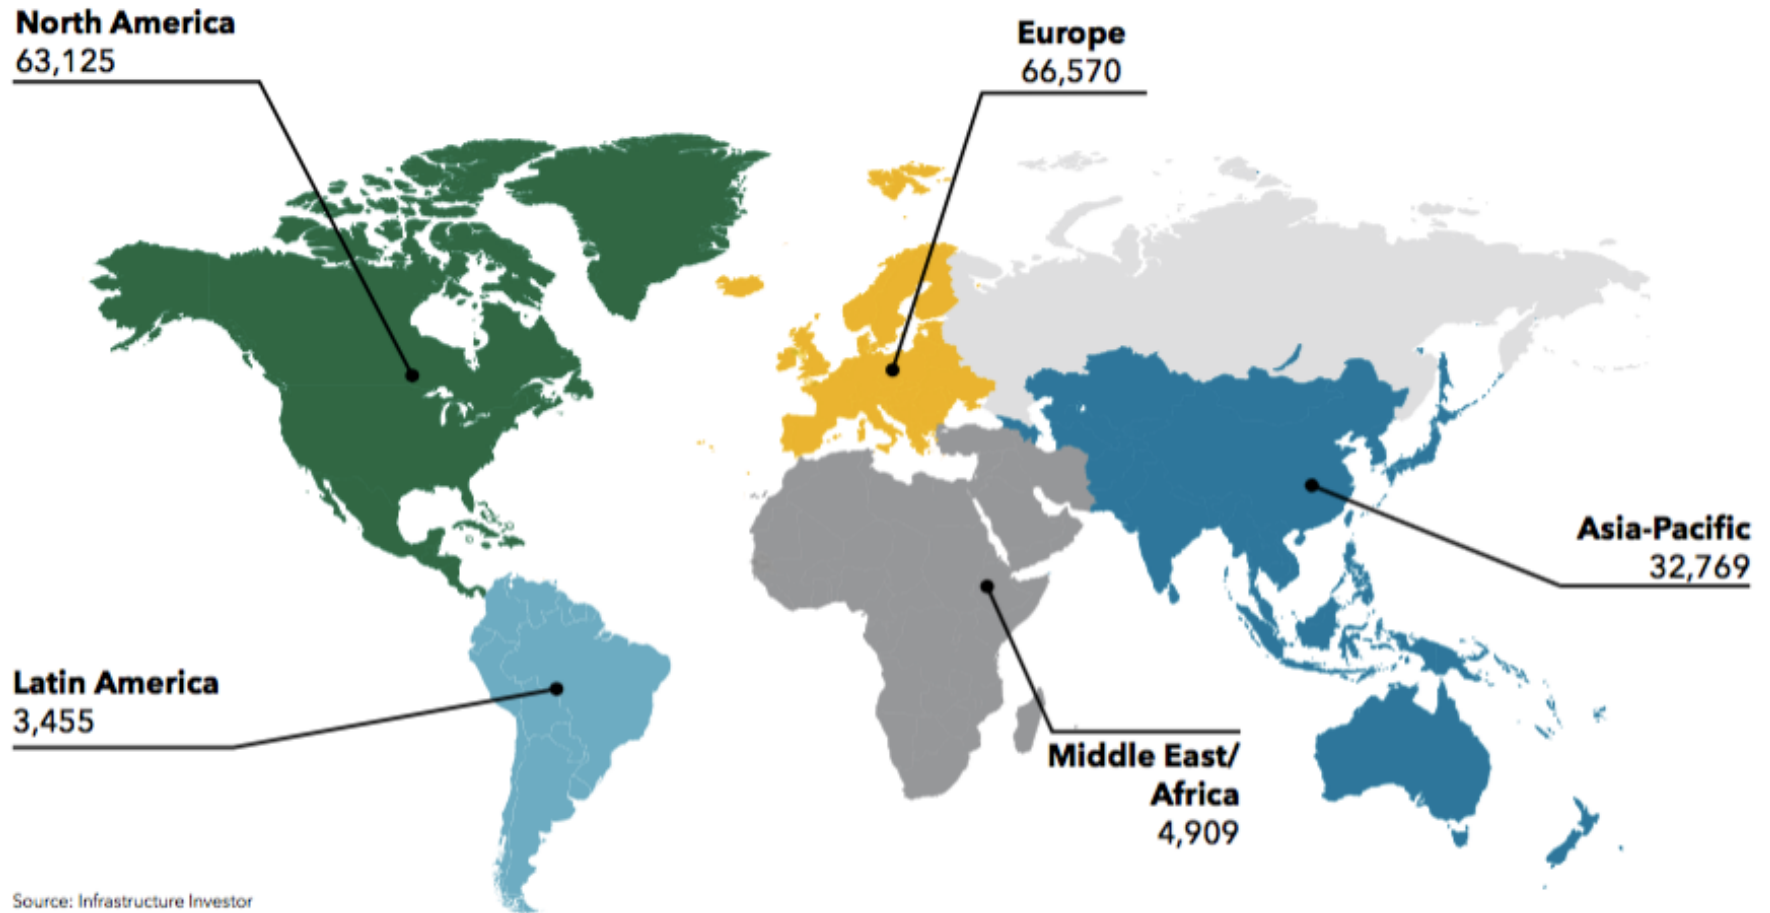 North America
63,125
Europe
66,570
Asia-Pacific
32,769
Latin America
3,455
Middle East/
Africa
4,909
Source: Infrastructure Investor